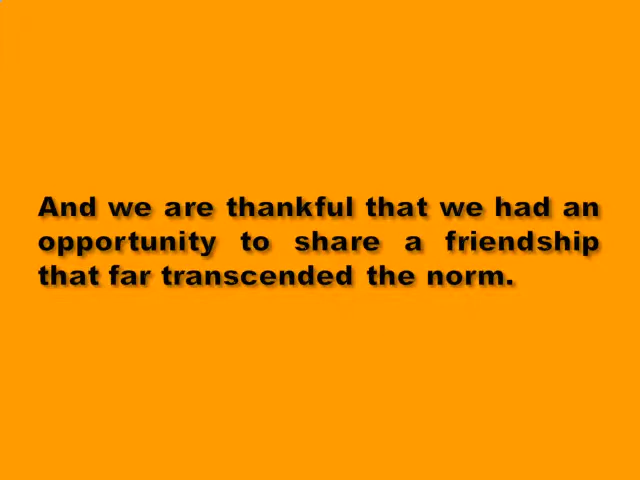 And we are thankful that we had an
opportunity to share a friendship
that far transcended the norm.